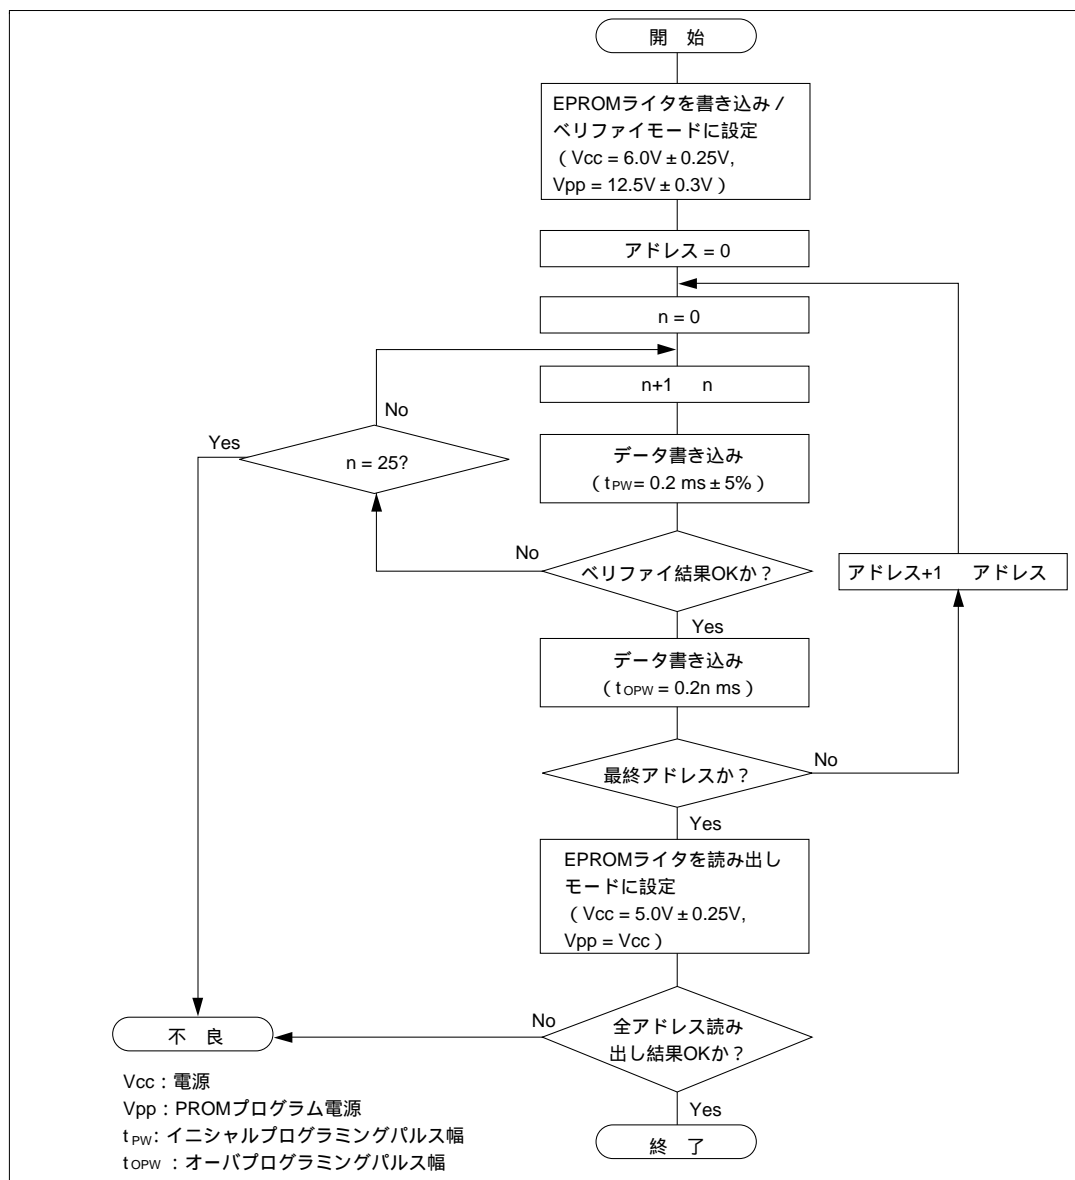 開 始
EPROMライタを書き込み /
ベリファイモードに設定
( Vcc = 6.0V ± 0.25V,
Vpp = 12.5V ± 0.3V )
アドレス = 0
n = 0
n+1 n
No
Yes
n = 25?
データ書き込み
( tPW = 0.2 ms ± 5% )
No
ベリファイ結果OKか ?
アドレス+1 アドレス
Yes
データ書き込み
( tOPW = 0.2n ms )
No
最終アドレスか ?
Yes
EPROMライタを読み出し
モードに設定
( Vcc = 5.0V ± 0.25V,
Vpp = Vcc )
不 良
No
全アドレス読み
出し結果OKか ?
Yes
終 了
Vcc : 電源
Vpp : PROMプログラム電源
tPW : イニシャルプログラミングパルス幅
tOPW : オーバプログラミングパルス幅